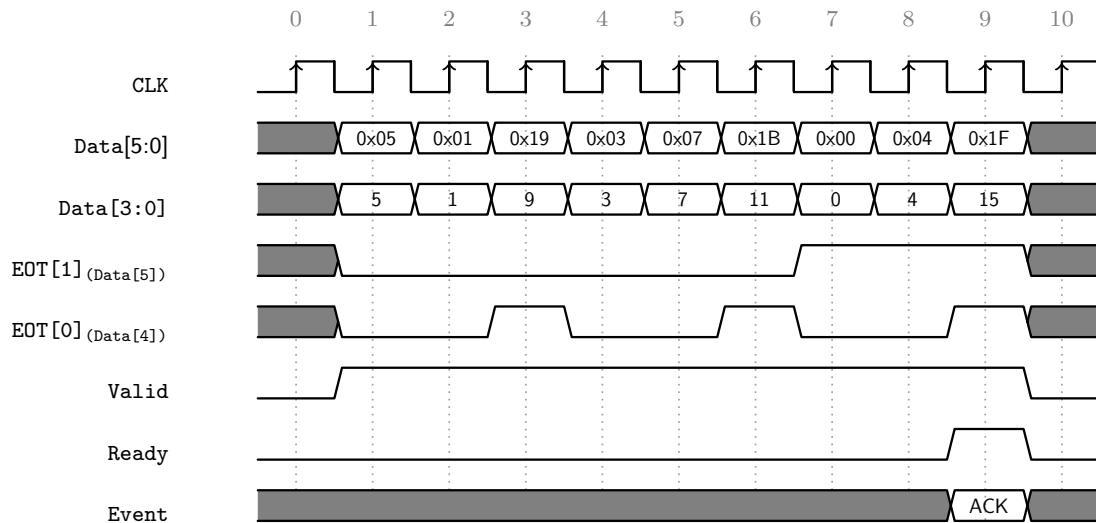 0 1 2 3 4 5 6 7 8 9 10
CLK
Data[5:0] 0x05 0x01 0x19 0x03 0x07 0x1B 0x00 0x04 0x1F
Data[3:0] 5 1 9 3 7 11 0 4 15
EOT[1](Data[5])
EOT[0](Data[4])
Valid
Ready
Event ACK